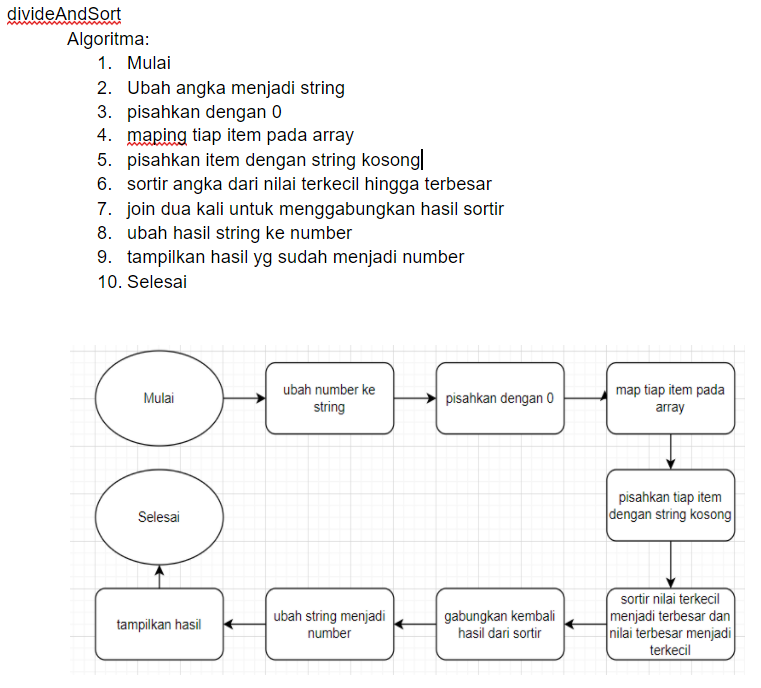 divideAndSort
Algoritma:
1. Mulai
2. Ubah angka menjadi string
3. pisahkan dengan 0
4. maping tiap item pada array
5. pisahkan item dengan string kosong
6. sortir angka dari nilai terkecil hingga terbesar
7. join dua kali untuk menggabungkan hasil sortir
8. ubah hasil string ke number
9. tampilkan hasil yg sudah menjadi number
10. Selesai
Mulai
ubah number ke
string
pisahkan dengan 0
map tiap item pada
array
pisahkan tiap item
dengan string kosong
sortir nilai terkecil
menjadi terbesar dan
nilai terbesar menjadi
terkecil
gabungkan kembali
hasil dari sortir
ubah string menjadi
number
tampilkan hasil
Selesai